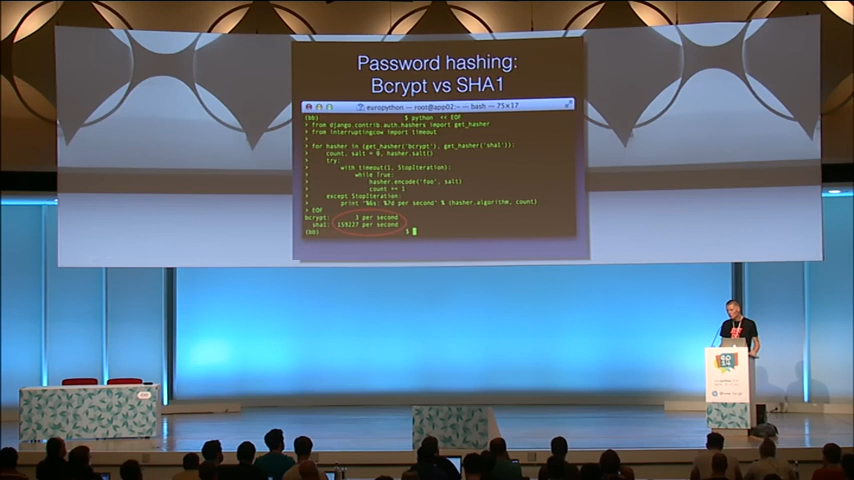 Password hashing:
Bcrypt vs SHA1
europython — root@app02:~ — bash — 75×17
(bb) $ python << EOF
> from django.contrib.auth.hashers import get_hasher
> from interruptingcow import timeout
>
> for hasher in (get_hasher('bcrypt'), get_hasher('sha1')):
> count, salt = 0, hasher.salt()
> try:
> with timeout(1, StopIteration):
> while True:
> hasher.encode('foo', salt)
> count += 1
> except StopIteration:
> print '%6s: %7d per second' % (hasher.algorithm, count)
> EOF
bcrypt: 3 per second
sha1: 159227 per second
(bb) $